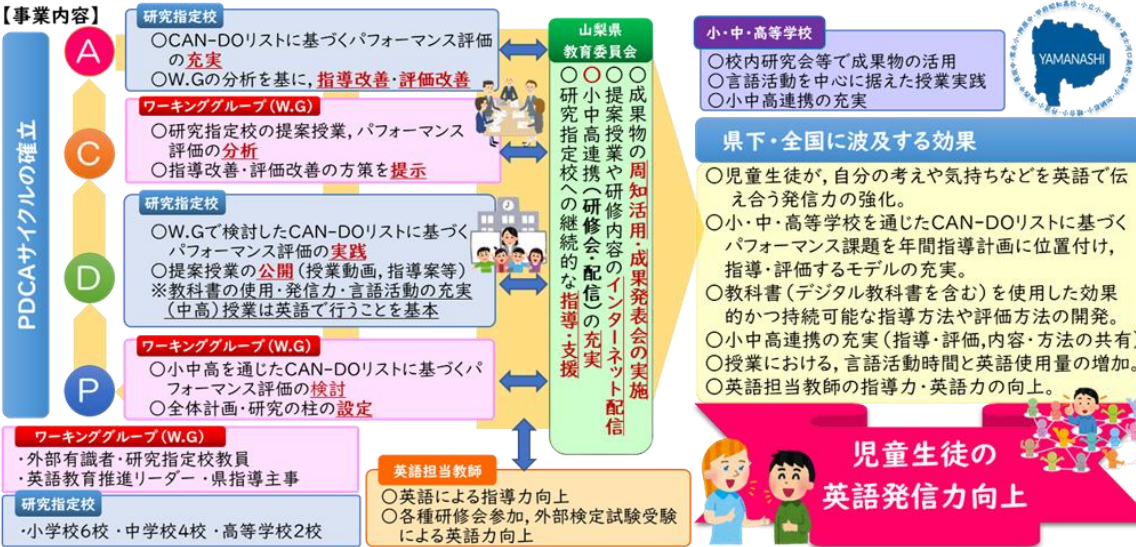 【事業内容】
PDCAサイクルの確立
A
研究指定校
○CAN-DOリストに基づくパフォーマンス評価
の充実
○W.Gの分析を基に,指導改善・評価改善
C
ワーキンググループ(W.G)
○研究指定校の提案授業,パフォーマンス
評価の分析
○指導改善・評価改善の方策を提示
D
研究指定校
○W.Gで検討したCAN-DOリストに基づく
パフォーマンス評価の実践
○提案授業の公開(授業動画,指導案等)
※教科書の使用・発信力・言語活動の充実
(中高)授業は英語で行うことを基本
P
ワーキンググループ(W.G)
○小中高を通じたCAN-DOリストに基づくパ
フォーマンス評価の検討
○全体計画・研究の柱の設定
ワーキンググループ(W.G)
・外部有識者・研究指定校教員
・英語教育推進リーダー・県指導主事
研究指定校
・小学校6校・中学校4校・高等学校2校
山梨県
教育委員会
○成果物の周知活用・成果発表会の実施
○提案授業や研修内容のインターネット配信
○小中高連携(研修会・配信)の充実
○研究指定校への継続的な指導・支援
英語担当教師
○英語による指導力向上
○各種研修会参加,外部検定試験受験
による英語力向上
小・中・高等学校
○校内研究会等で成果物の活用
○言語活動を中心に据えた授業実践
○小中高連携の充実
YAMANASHI
県下・全国に波及する効果
○児童生徒が,自分の考えや気持ちなどを英語で伝
え合う発信力の強化。
○小・中・高等学校を通じたCAN-DOリストに基づく
パフォーマンス課題を年間指導計画に位置付け,
指導・評価するモデルの充実。
○教科書(デジタル教科書を含む)を使用した効果
的かつ持続可能な指導方法や評価方法の開発。
○小中高連携の充実(指導・評価,内容・方法の共有)
○授業における,言語活動時間と英語使用量の増加。
○英語担当教師の指導力・英語力の向上。
児童生徒の
英語発信力向上